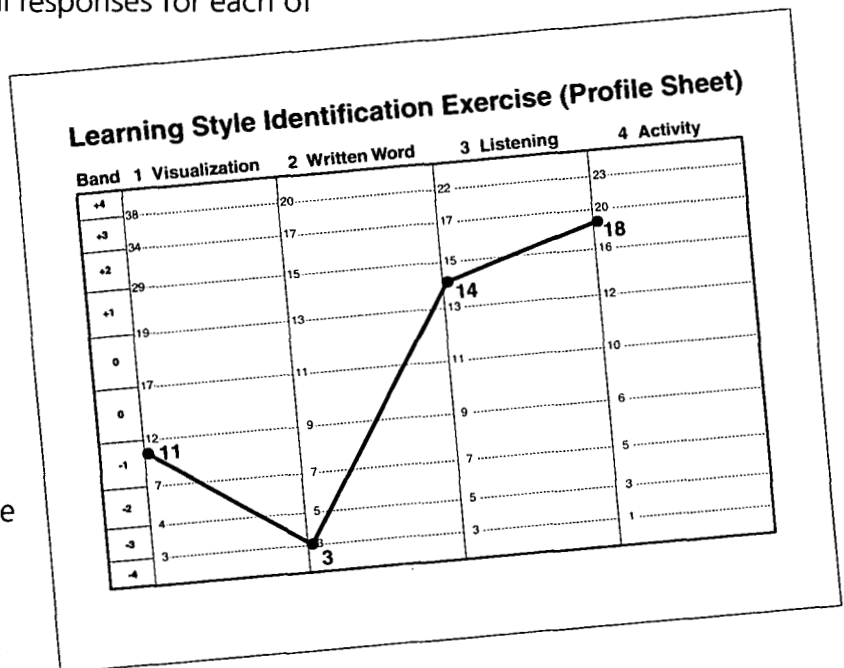 responses for each of
Learning Style Identification Exercise (Profile Sheet)
Band 1 Visualization 2 Written Word 3 Listening 4 Activity
+4
38 20 22 23
+3
34 17 17 20
18
+2
29 15 15 16
14
+1
19 13 13 12
0
17 11 11 10
0
12 9 9 6
11
-1
7 7 7 5
-2
4 5 5 3
-3
3 3 3 1
3
-4
e